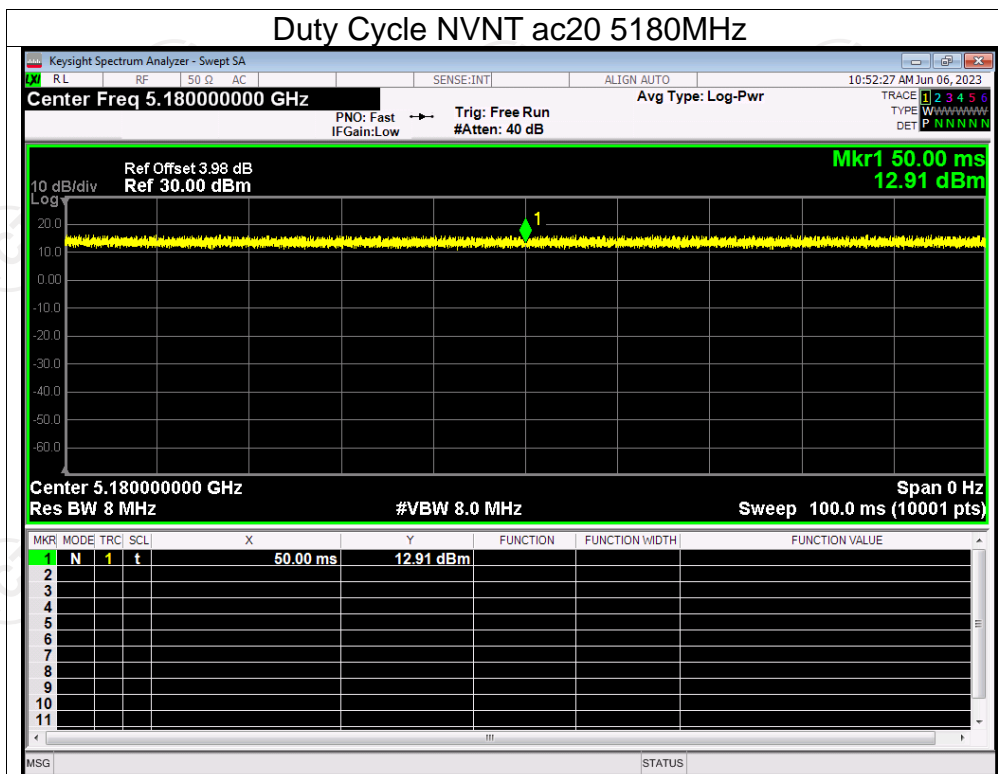 Duty Cycle NVNT ac20 5180MHz
Keysight Spectrum Analyzer - Swept SA
LXI RL RF 50 Ω AC SENSE:INT ALIGN AUTO 10:52:27 AM Jun 06, 2023
Center Freq 5.180000000 GHz Avg Type: Log-Pwr TRACE 1 2 3 4 5 6
PNO: Fast Trig: Free Run TYPE WWWWWW
IFGain:Low #Atten: 40 dB DET P N N N N N
Mkr1 50.00 ms
Ref Offset 3.98 dB
10 dB/div Ref 30.00 dBm 12.91 dBm
Log
1
20.0
10.0
0.00
-10.0
-20.0
-30.0
-40.0
-50.0
-60.0
Center 5.180000000 GHz Span 0 Hz
Res BW 8 MHz #VBW 8.0 MHz Sweep 100.0 ms (10001 pts)
MKR MODE TRC SCL X Y FUNCTION FUNCTION WIDTH FUNCTION VALUE
1 N 1 t 50.00 ms 12.91 dBm
2
3
4
5
6
7
8
9
10
11
MSG STATUS